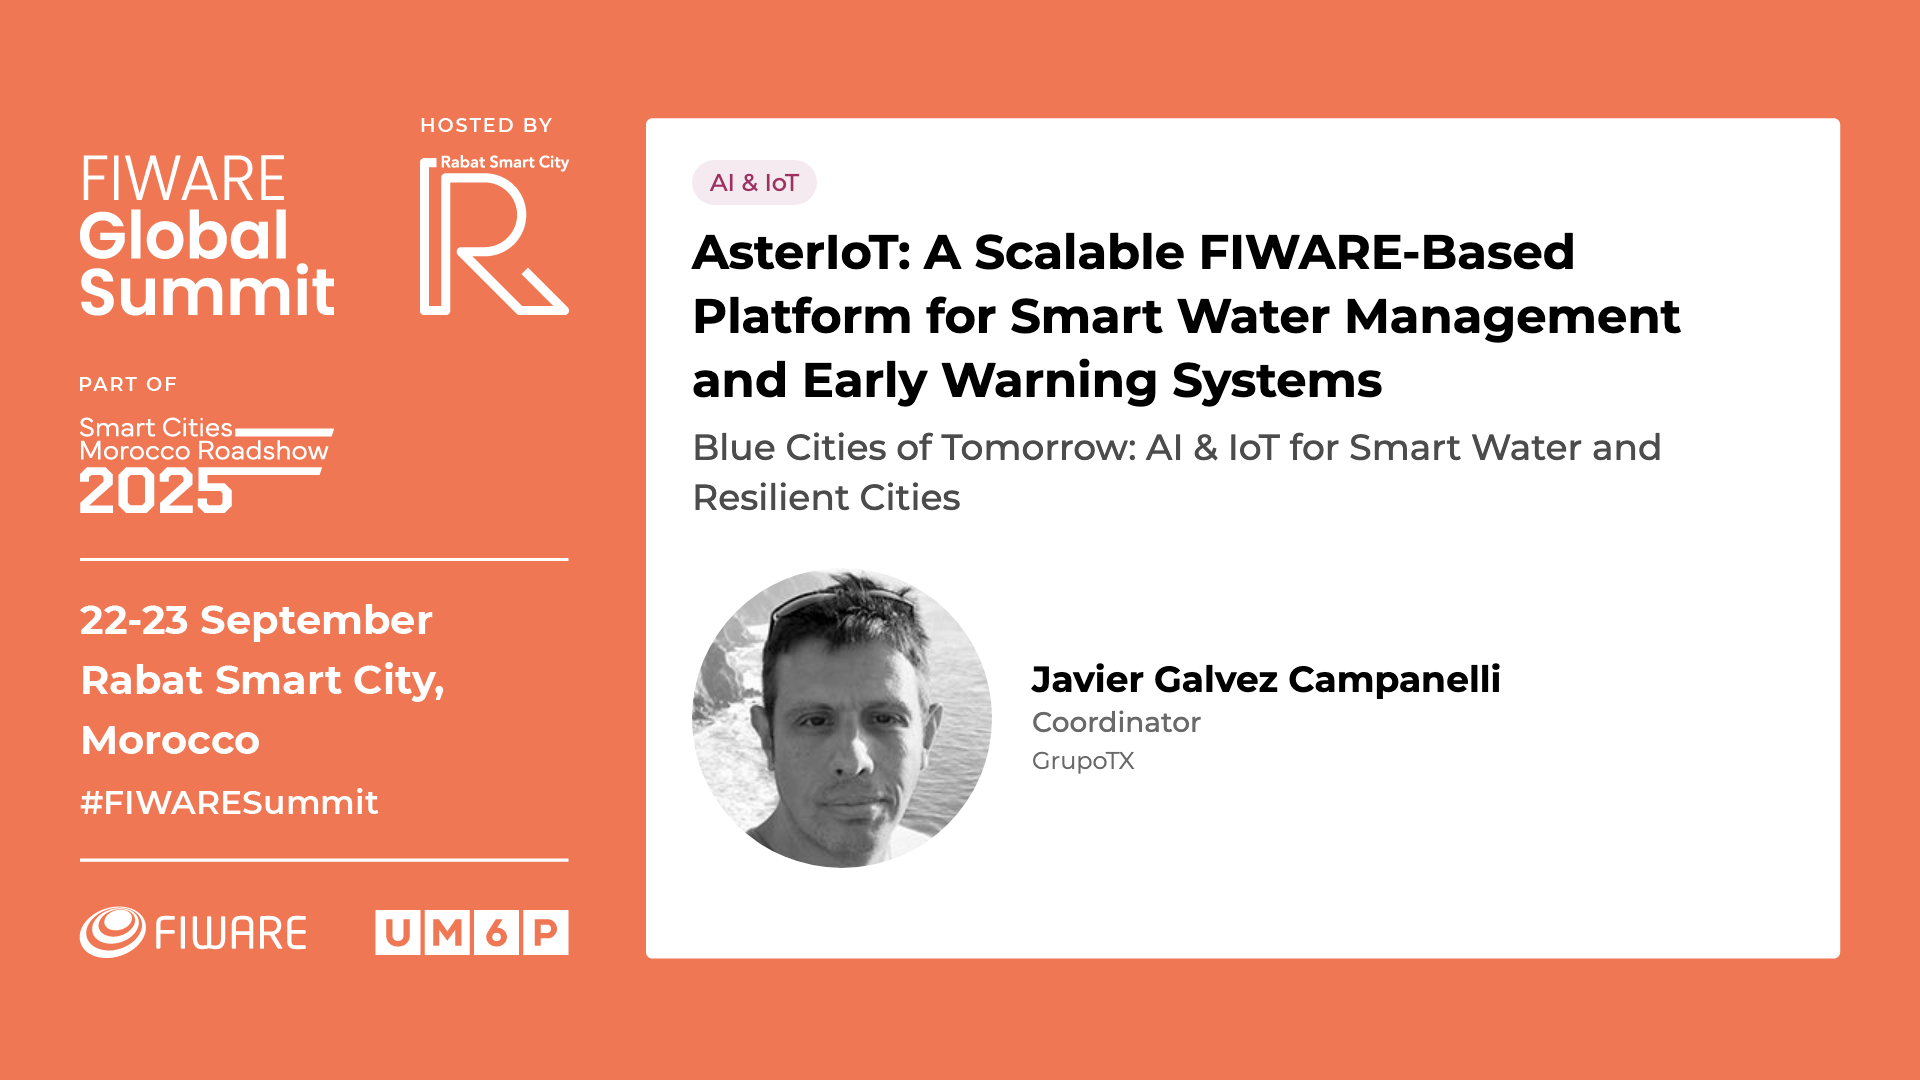 FIWARE
Global
Summit
HOSTED BY
Rabat Smart City
R
PART OF
Smart Cities
Morocco Roadshow
2025
22-23 September
Rabat Smart City,
Morocco
#FIWARESummit
FIWARE
UM6P
AI & IoT
AsterIoT: A Scalable FIWARE-Based
Platform for Smart Water Management
and Early Warning Systems
Blue Cities of Tomorrow: AI & IoT for Smart Water and
Resilient Cities
Javier Galvez Campanelli
Coordinator
GrupoTX